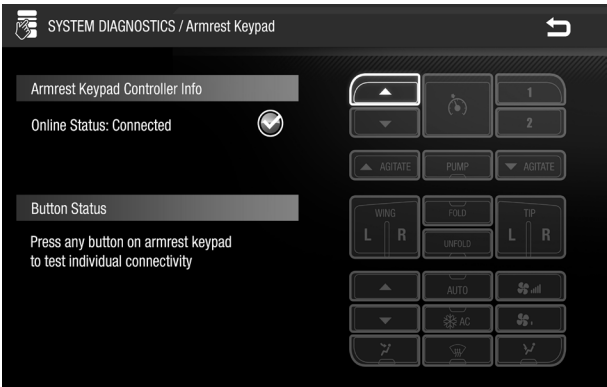 SYSTEM DIAGNOSTICS / Armrest Keypad
Armrest Keypad Controller Info
Online Status: Connected
Button Status
Press any button on armrest keypad
to test individual connectivity
1
2
AGITATE
PUMP
AGITATE
WING
L R
FOLD
UNFOLD
TIP
L R
AUTO
AC